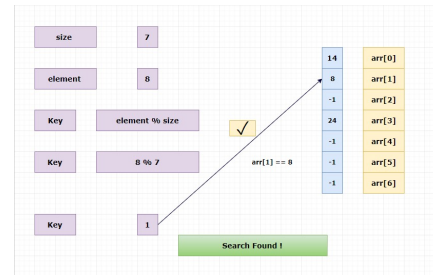 size 7
14 arr[0]
element 8
8 arr[1]
-1 arr[2]
Key element % size
24 arr[3]
-1 arr[4]
Key 8 % 7
arr[1] == 8
-1 arr[5]
-1 arr[6]
Key 1
Search Found !